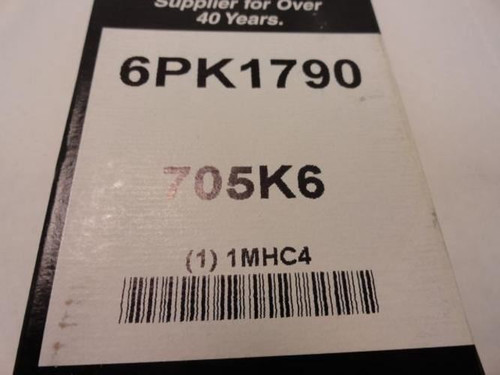 Supplier for Over
40 Years.
6PK1790
705K6
(1) 1MHC4